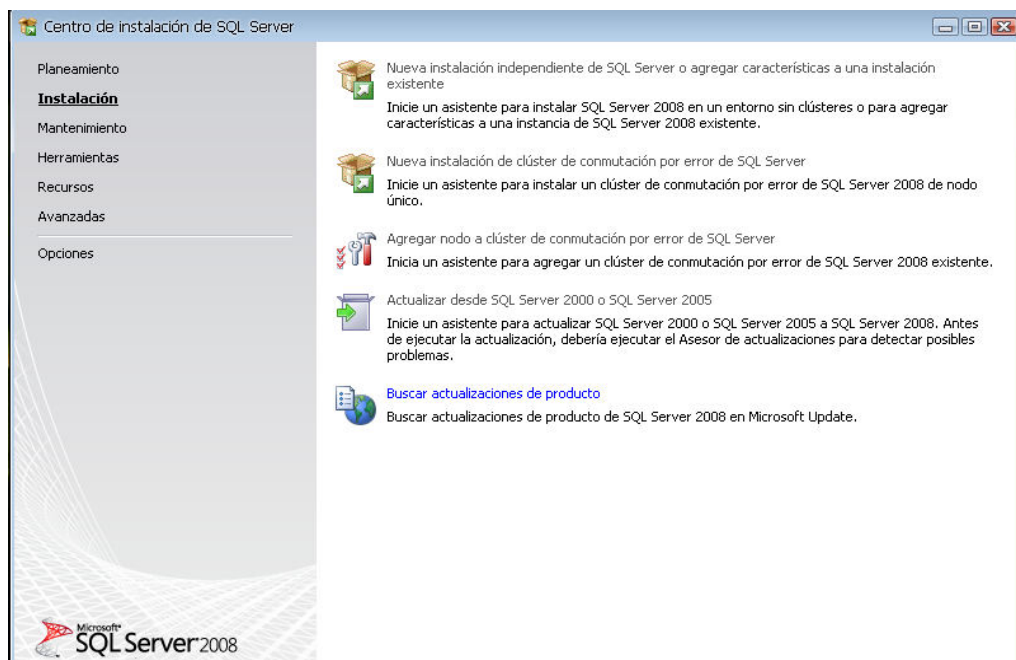 Centro de instalación de SQL Server
Planeamiento
Instalación
Mantenimiento
Herramientas
Recursos
Avanzadas
Opciones
Nueva instalación independiente de SQL Server o agregar características a una instalación
existente
Inicie un asistente para instalar SQL Server 2008 en un entorno sin clústeres o para agregar
características a una instancia de SQL Server 2008 existente.
Nueva instalación de clúster de conmutación por error de SQL Server
Inicie un asistente para instalar un clúster de conmutación por error de SQL Server 2008 de nodo
único.
Agregar nodo a clúster de conmutación por error de SQL Server
Inicia un asistente para agregar un clúster de conmutación por error de SQL Server 2008 existente.
Actualizar desde SQL Server 2000 o SQL Server 2005
Inicie un asistente para actualizar SQL Server 2000 o SQL Server 2005 a SQL Server 2008. Antes
de ejecutar la actualización, debería ejecutar el Asesor de actualizaciones para detectar posibles
problemas.
Buscar actualizaciones de producto
Buscar actualizaciones de producto de SQL Server 2008 en Microsoft Update.
Microsoft
SQL Server 2008